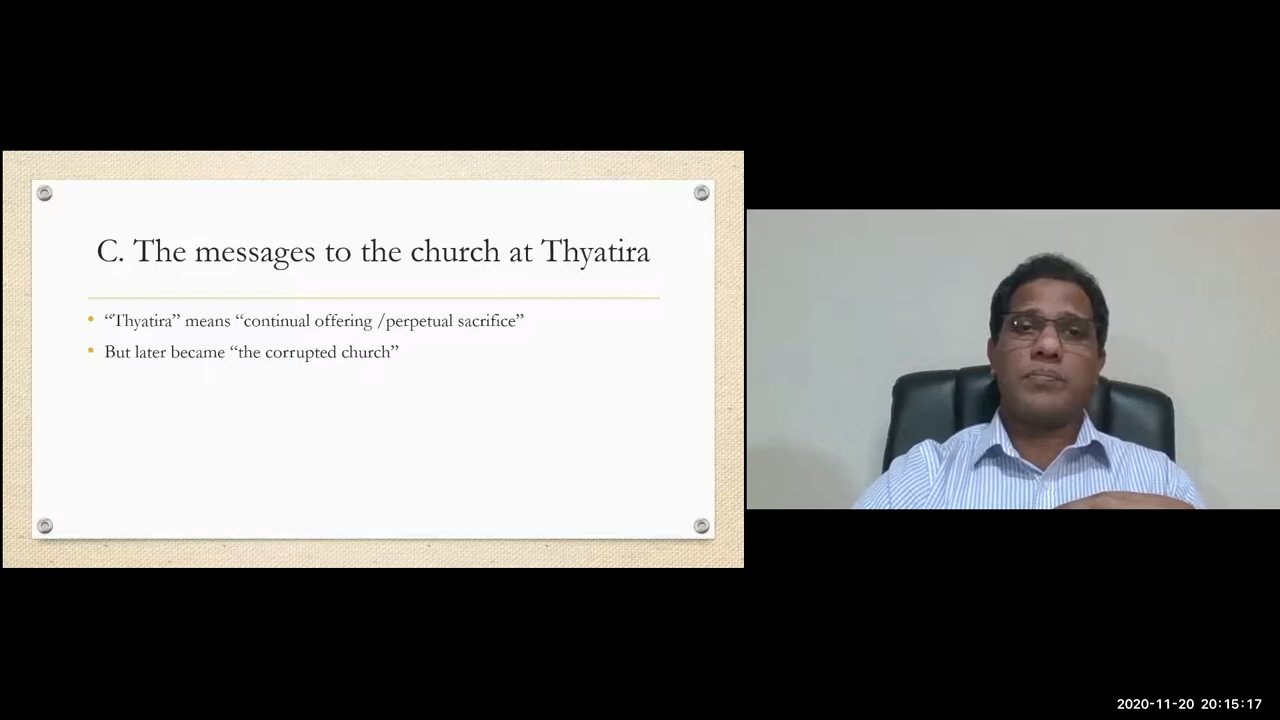 C. The messages to the church at Thyatira
“Thyatira” means “continual offering /perpetual sacrifice”
But later became “the corrupted church”
2020-11-20 20:15:17